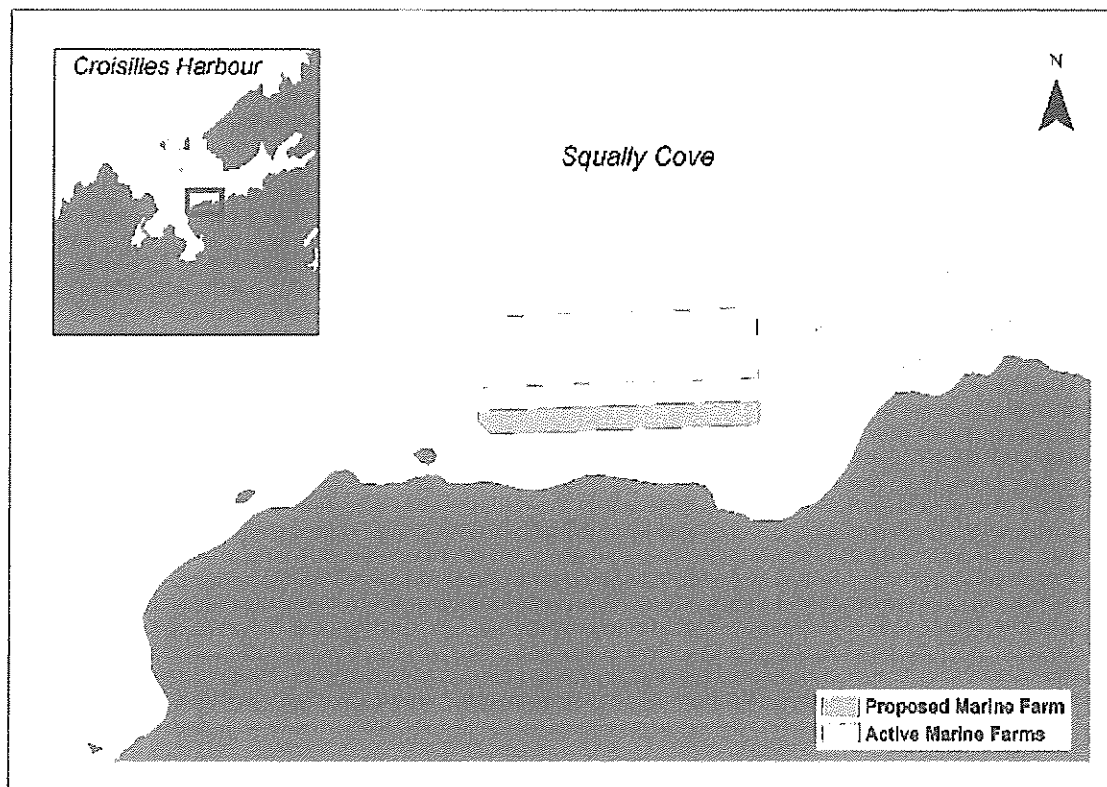 Croisilles Harbour
N
Squally Cove
Proposed Marine Farm
Active Marine Farms